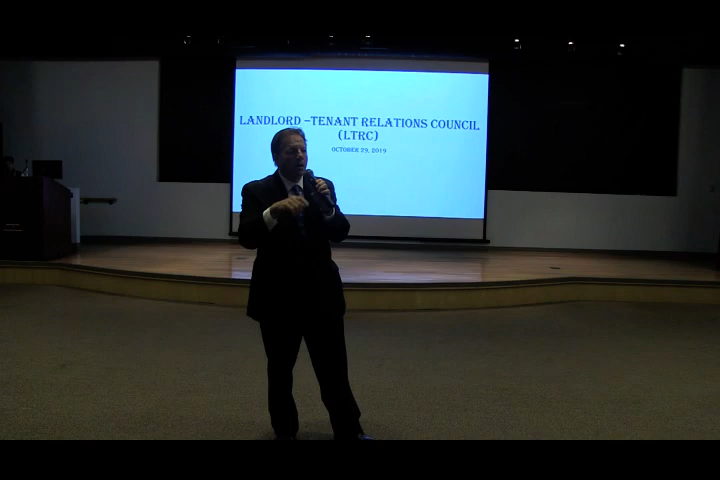 LANDLORD –TENANT RELATIONS COUNCIL
(LTRC)
OCTOBER 29, 2019